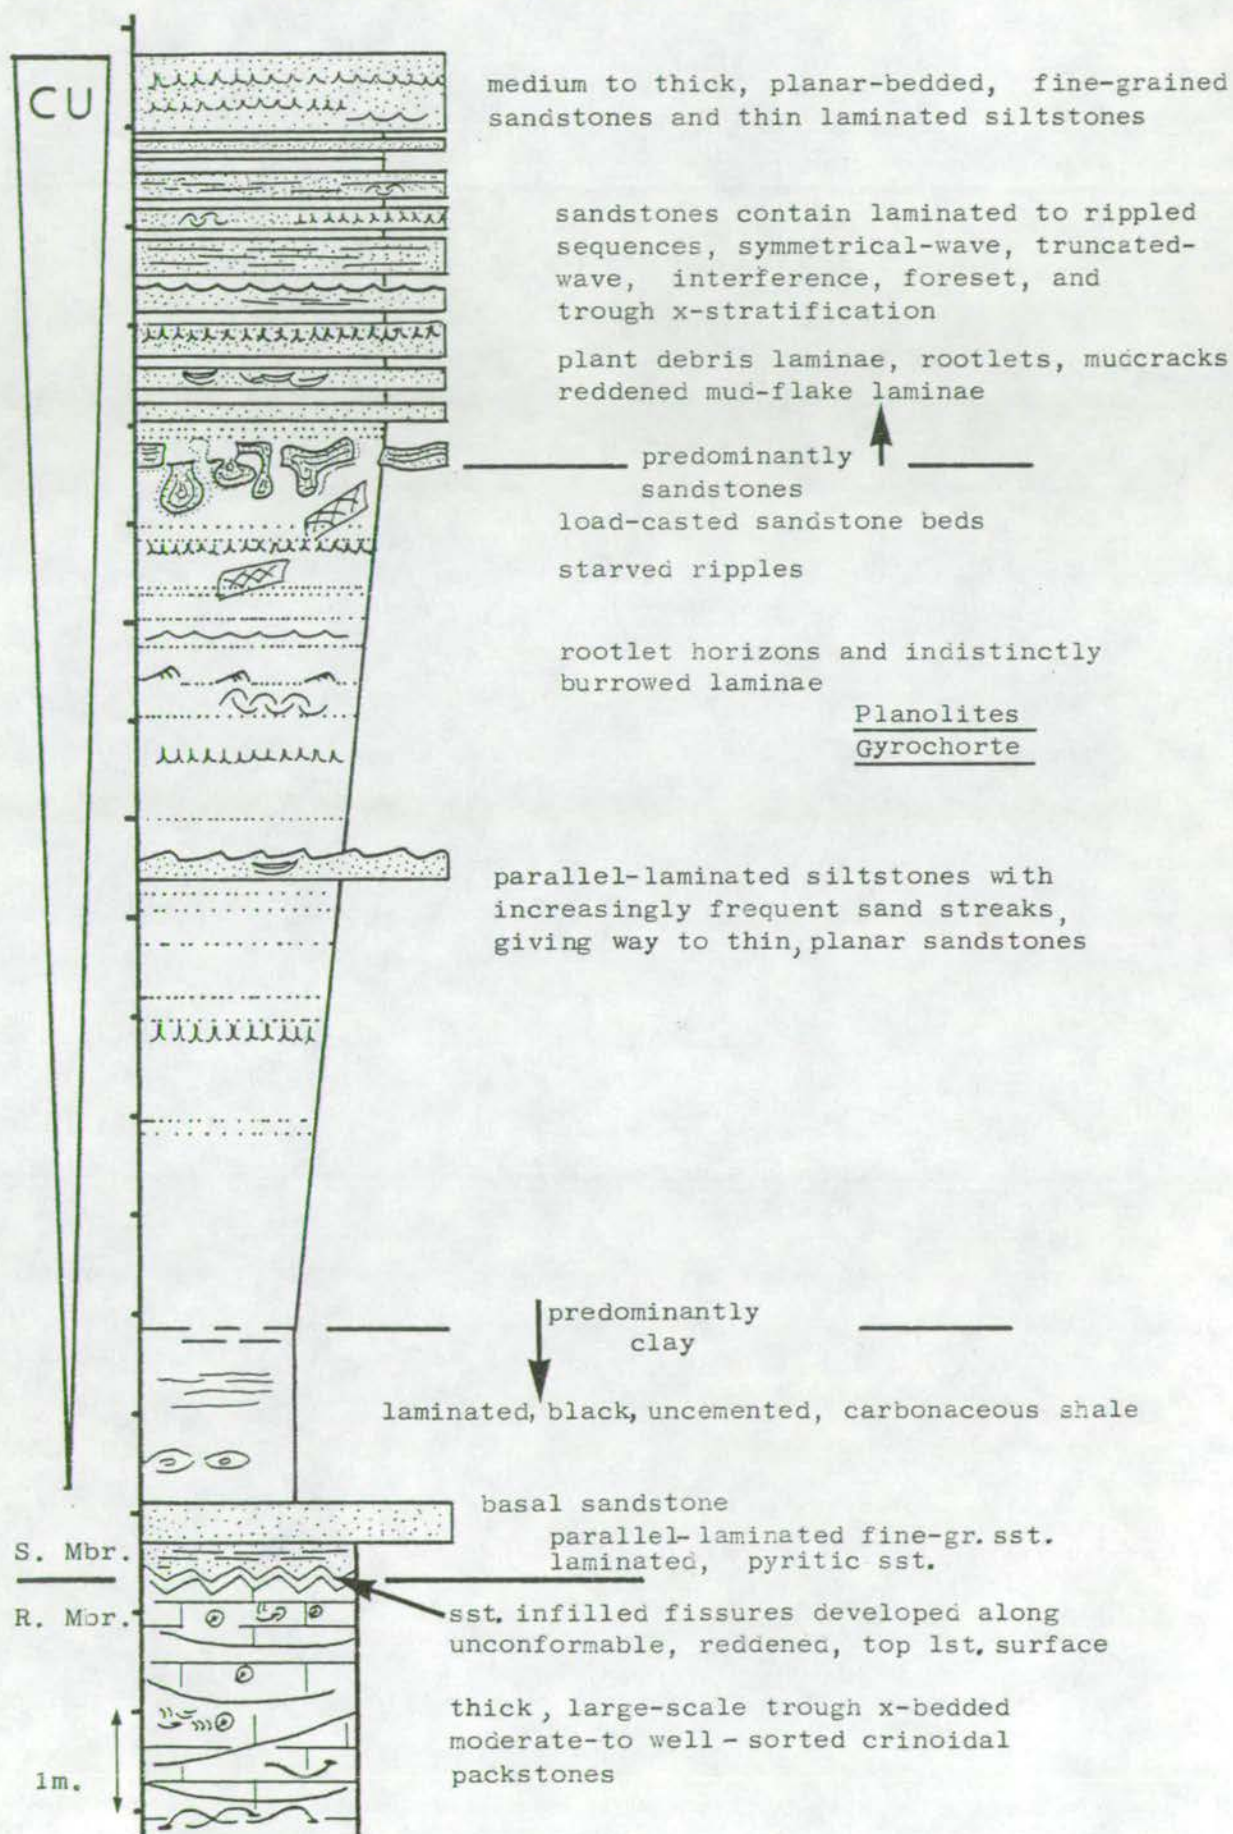 CU
medium to thick, planar-bedded, fine-grained
sandstones and thin laminated siltstones
sandstones contain laminated to rippled
sequences, symmetrical-wave, truncated-
wave, interference, foreset, and
trough x-stratification
plant debris laminae, rootlets, mudcracks
reddened mud-flake laminae
predominantly
sandstones
load-casted sandstone beds
starved ripples
rootlet horizons and indistinctly
burrowed laminae
Planolites
Gyrochorte
parallel-laminated siltstones with
increasingly frequent sand streaks,
giving way to thin, planar sandstones
predominantly
clay
laminated, black, uncemented, carbonaceous shale
basal sandstone
parallel-laminated fine-gr. sst.
laminated, pyritic sst.
S. Mbr.
R. Mbr.
sst. infilled fissures developed along
unconformable, reddened, top lst. surface
thick, large-scale trough x-bedded
moderate-to well-sorted crinoidal
packstones
1m.